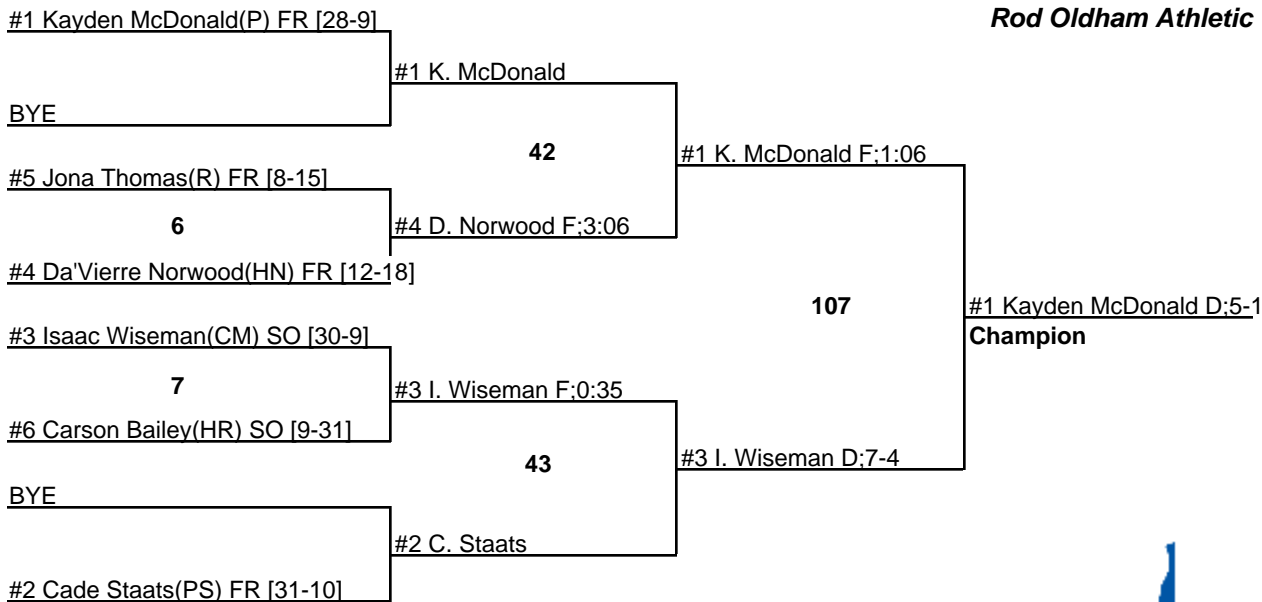 #1 Kayden McDonald(P) FR [28-9]
Rod Oldham Athletic
#1 K. McDonald
BYE
42
#1 K. McDonald F;1:06
#5 Jona Thomas(R) FR [8-15]
6
#4 D. Norwood F;3:06
#4 Da'Vierre Norwood(HN) FR [12-18]
107
#1 Kayden McDonald D;5-1
Champion
#3 Isaac Wiseman(CM) SO [30-9]
7
#3 I. Wiseman F;0:35
#6 Carson Bailey(HR) SO [9-31]
43
#3 I. Wiseman D;7-4
BYE
#2 C. Staats
#2 Cade Staats(PS) FR [31-10]